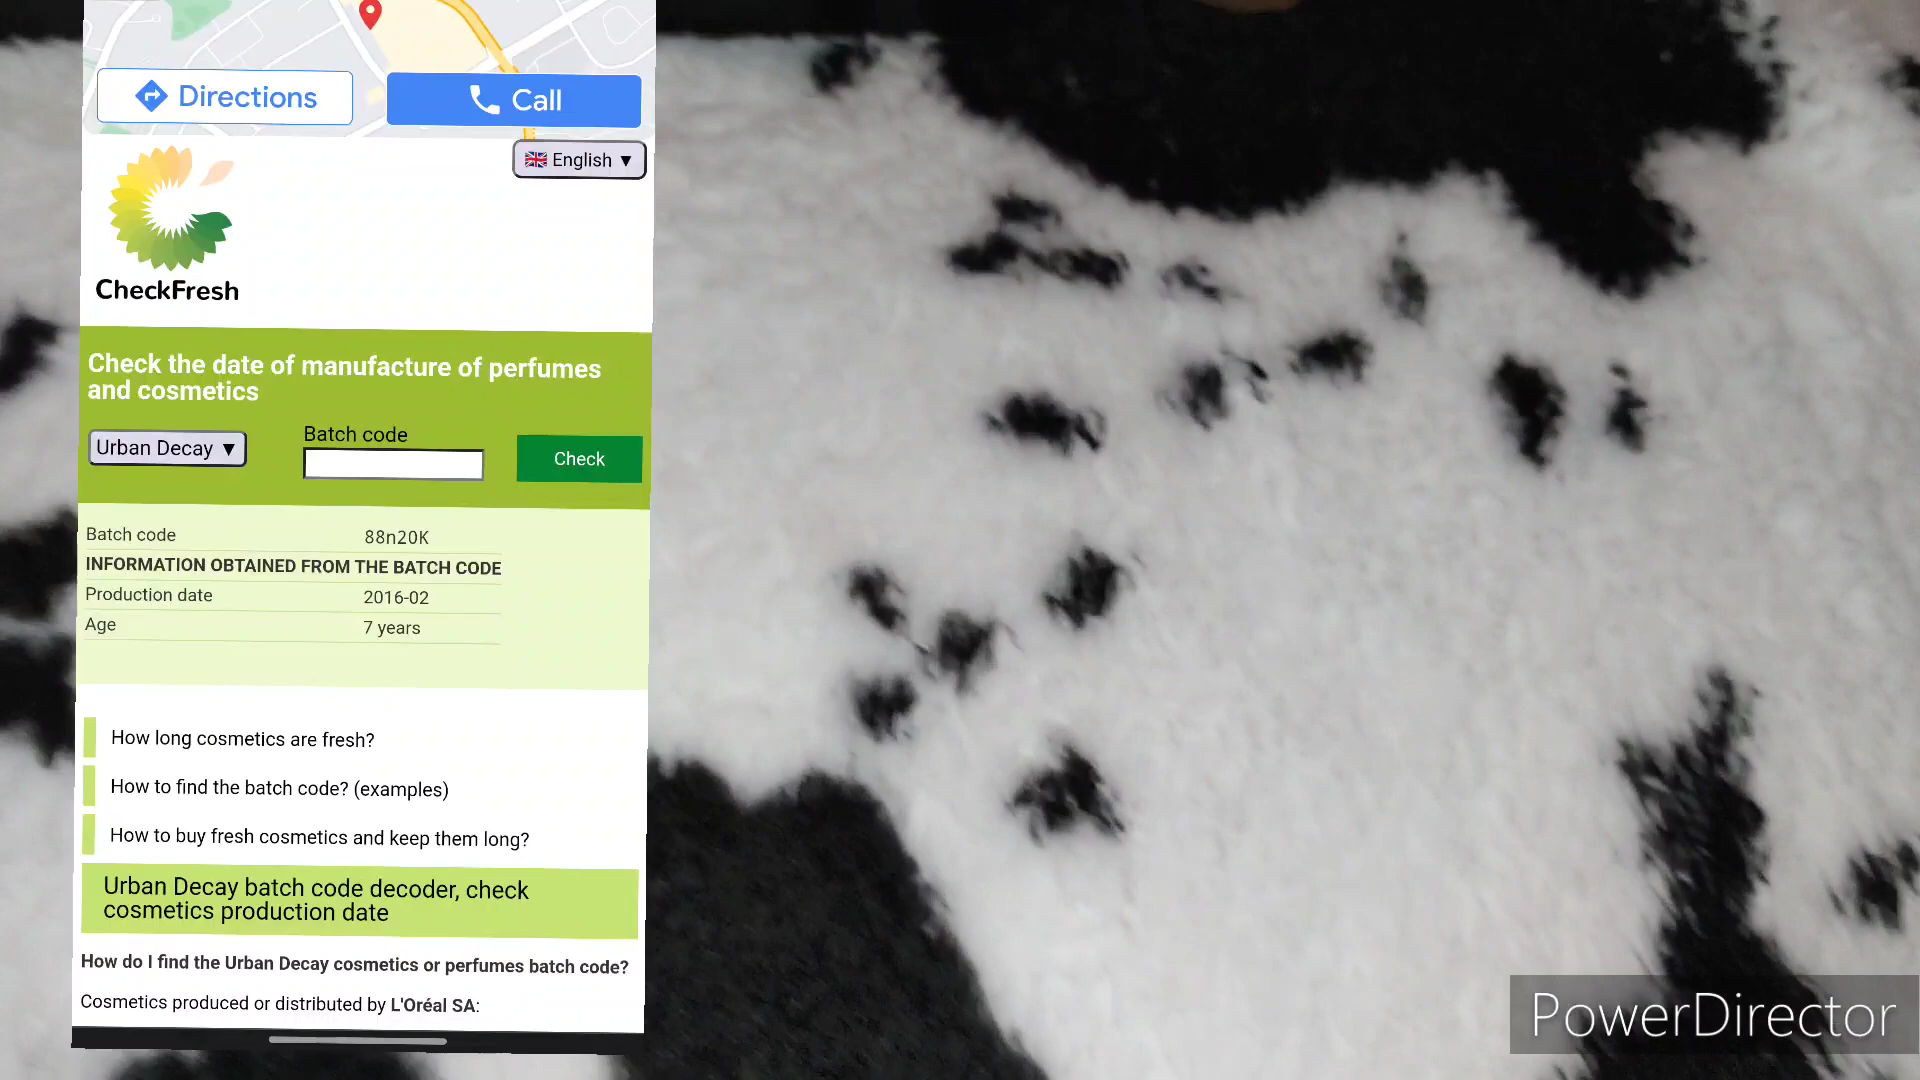 Directions
Call
English ▼
CheckFresh
Check the date of manufacture of perfumes
and cosmetics
Urban Decay ▼
Batch code
Check
Batch code 88n20K
INFORMATION OBTAINED FROM THE BATCH CODE
Production date 2016-02
Age 7 years
How long cosmetics are fresh?
How to find the batch code? (examples)
How to buy fresh cosmetics and keep them long?
Urban Decay batch code decoder, check
cosmetics production date
How do I find the Urban Decay cosmetics or perfumes batch code?
Cosmetics produced or distributed by L'Oréal SA:
PowerDirector